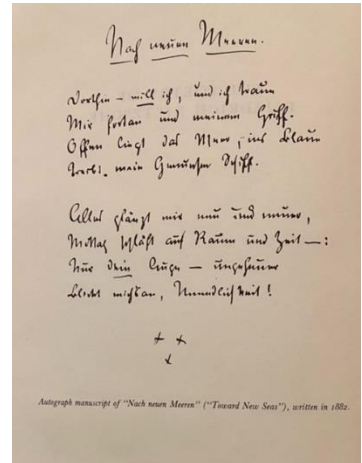 Nach neuen Meeren.
Dorthin – will ich, und ich traue
Mir fortan und meinem Griff.
Offen liegt das Meer, ins Blaue
Treibt mein Genueser Schiff.
Alles glänzt mir neu und neuer,
Mittag schläft auf Raum und Zeit –:
Nur dein Auge – ungeheuer
Blickt michs an, Unendlichkeit!
Autograph manuscript of "Nach neuen Meeren" ("Toward New Seas"), written in 1882.